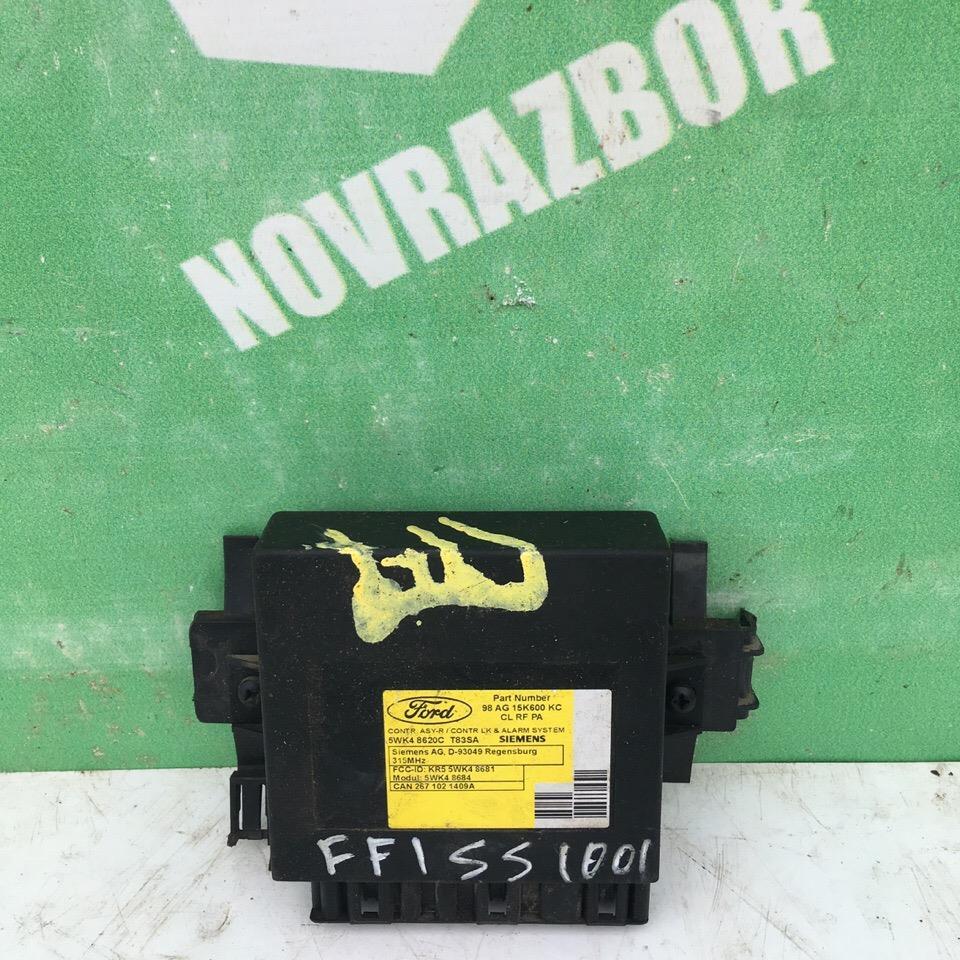 NOVRAZBOR
Ford
Part Number
98 AG 15K600 KC
CL RF PA
CONTR. ASY-R / CONTR LK & ALARM SYSTEM
5WK4 8620C T83SA SIEMENS
Siemens AG, D-93049 Regensburg
315MHz
FCC-ID: KR5 5WK4 8681
Modul: 5WK4 8684
CAN 267 102 1409A
FF1SS1001